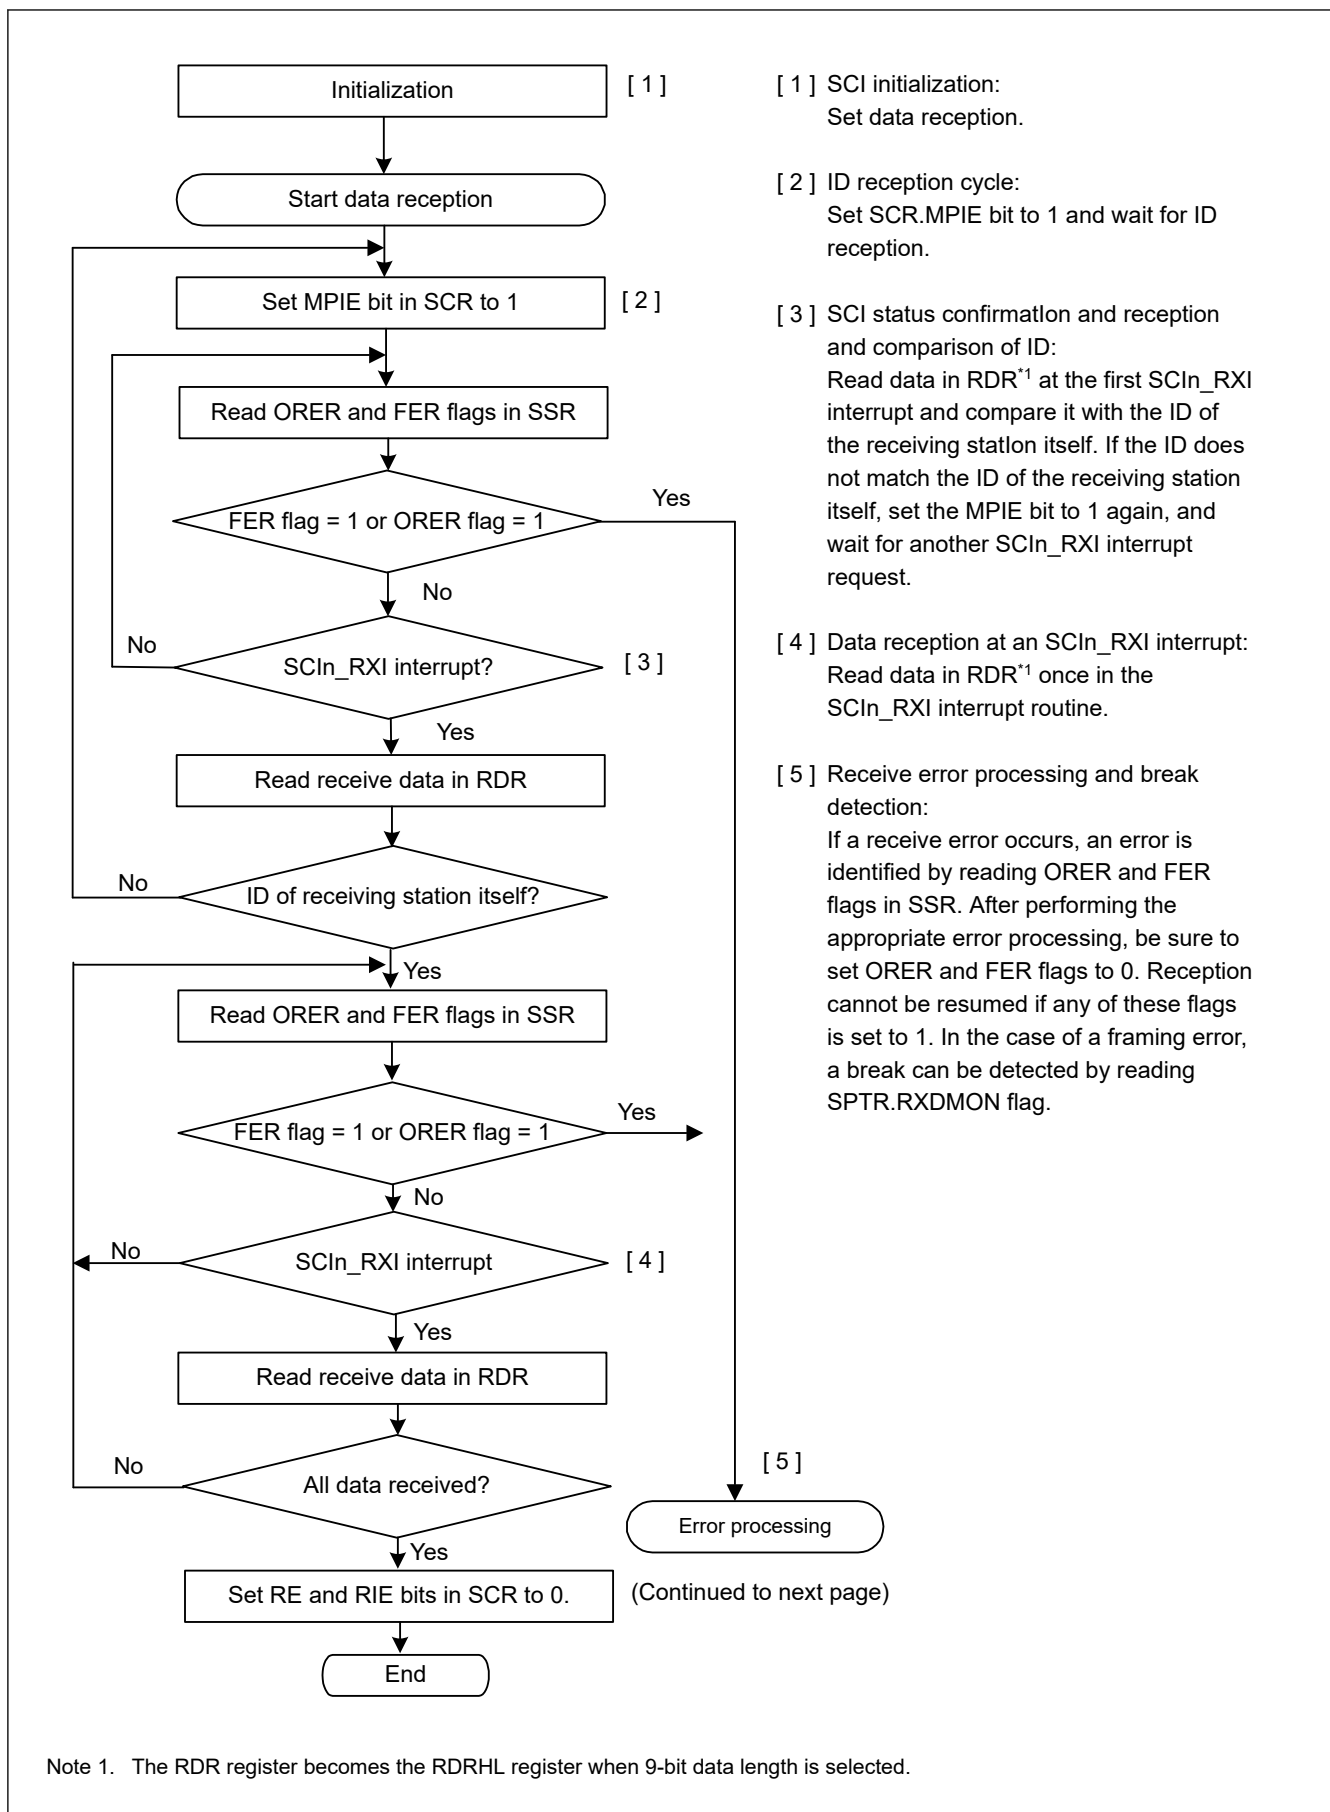 Initialization
[ 1 ]
Start data reception
Set MPIE bit in SCR to 1
[ 2 ]
Read ORER and FER flags in SSR
FER flag = 1 or ORER flag = 1
Yes
No
SCIn_RXI interrupt?
No
[ 3 ]
Yes
Read receive data in RDR
ID of receiving station itself?
No
Yes
Read ORER and FER flags in SSR
FER flag = 1 or ORER flag = 1
Yes
No
SCIn_RXI interrupt
No
[ 4 ]
Yes
Read receive data in RDR
All data received?
No
[ 5 ]
Error processing
Yes
Set RE and RIE bits in SCR to 0.
(Continued to next page)
End
[ 1 ] SCI initialization:
Set data reception.
[ 2 ] ID reception cycle:
Set SCR.MPIE bit to 1 and wait for ID
reception.
[ 3 ] SCI status confirmatIon and reception
and comparison of ID:
Read data in RDR*1 at the first SCIn_RXI
interrupt and compare it with the ID of
the receiving statIon itself. If the ID does
not match the ID of the receiving station
itself, set the MPIE bit to 1 again, and
wait for another SCIn_RXI interrupt
request.
[ 4 ] Data reception at an SCIn_RXI interrupt:
Read data in RDR*1 once in the
SCIn_RXI interrupt routine.
[ 5 ] Receive error processing and break
detection:
If a receive error occurs, an error is
identified by reading ORER and FER
flags in SSR. After performing the
appropriate error processing, be sure to
set ORER and FER flags to 0. Reception
cannot be resumed if any of these flags
is set to 1. In the case of a framing error,
a break can be detected by reading
SPTR.RXDMON flag.
Note 1. The RDR register becomes the RDRHL register when 9-bit data length is selected.